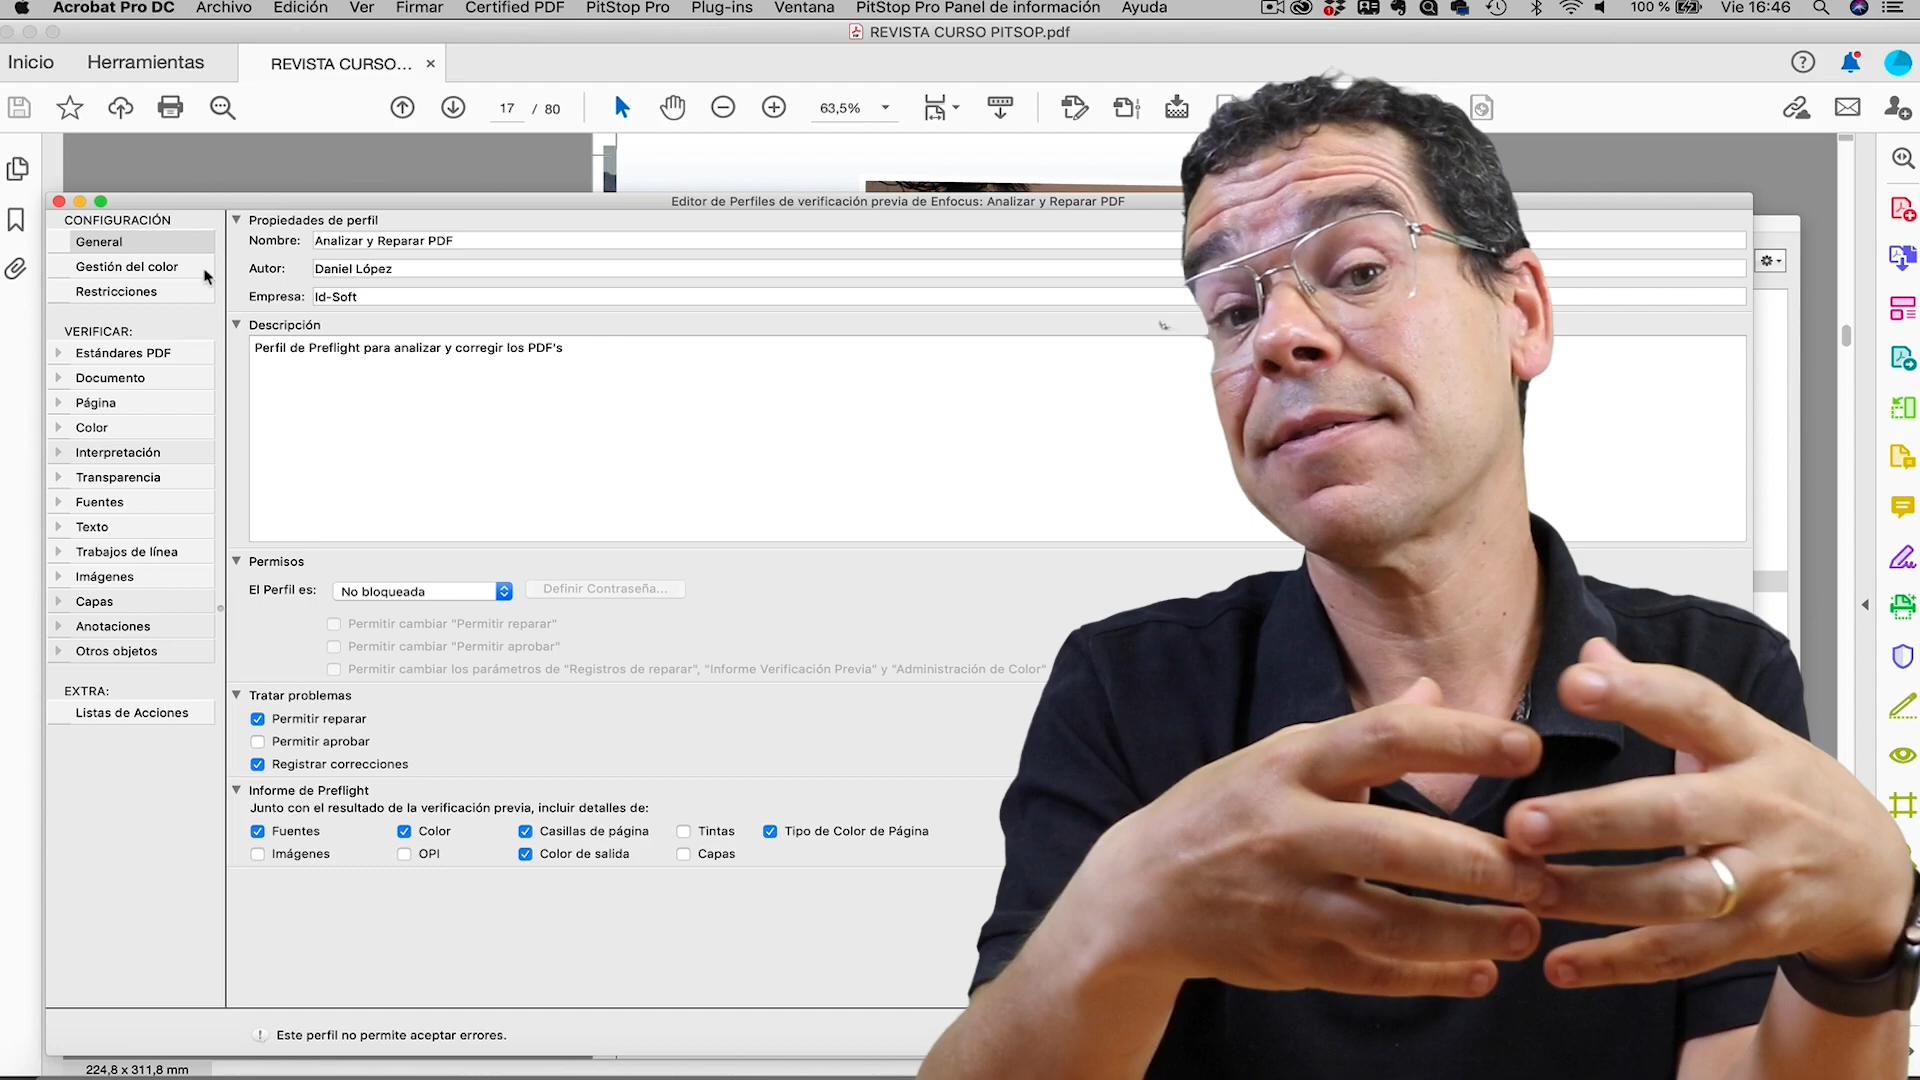 Acrobat Pro DC Archivo Edición Ver Firmar Certified PDF PitStop Pro Plug-ins Ventana PitStop Pro Panel de información Ayuda 100 % Vie 16:46
REVISTA CURSO PITSOP.pdf
Inicio Herramientas REVISTA CURSO... ×
17 / 80 63,5%
Editor de Perfiles de verificación previa de Enfocus: Analizar y Reparar PDF
CONFIGURACIÓN
General
Gestión del color
Restricciones
VERIFICAR:
Estándares PDF
Documento
Página
Color
Interpretación
Transparencia
Fuentes
Texto
Trabajos de línea
Imágenes
Capas
Anotaciones
Otros objetos
EXTRA:
Listas de Acciones
Propiedades de perfil
Nombre: Analizar y Reparar PDF
Autor: Daniel López
Empresa: Id-Soft
Descripción
Perfil de Preflight para analizar y corregir los PDF's
Permisos
El Perfil es: No bloqueada Definir Contraseña...
Permitir cambiar "Permitir reparar"
Permitir cambiar "Permitir aprobar"
Permitir cambiar los parámetros de "Registros de reparar", "Informe Verificación Previa" y "Administración de Color"
Tratar problemas
Permitir reparar
Permitir aprobar
Registrar correcciones
Informe de Preflight
Junto con el resultado de la verificación previa, incluir detalles de:
Fuentes Color Casillas de página Tintas Tipo de Color de Página
Imágenes OPI Color de salida Capas
Este perfil no permite aceptar errores.
224,8 x 311,8 mm